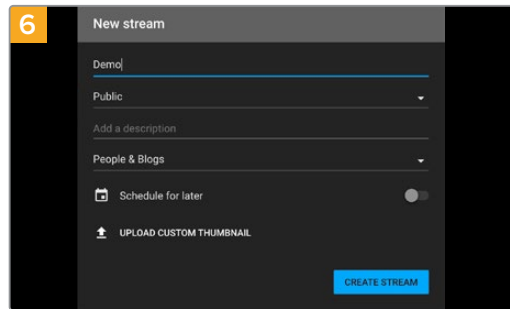 6
New stream
Demo
Public
Add a description
People & Blogs
Schedule for later
UPLOAD CUSTOM THUMBNAIL
CREATE STREAM